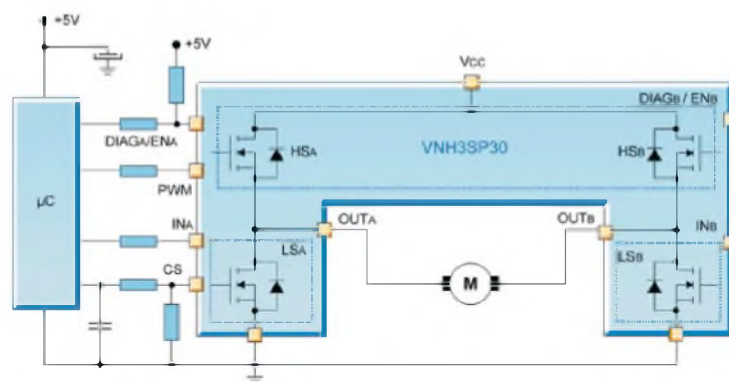 +5V
+5V
VCC
DIAGB / ENB
DIAGA/ENA
HSA
VNH3SP30
HSB
µC
PWM
INA
OUTA
OUTB
INB
CS
LSA
LSB
M